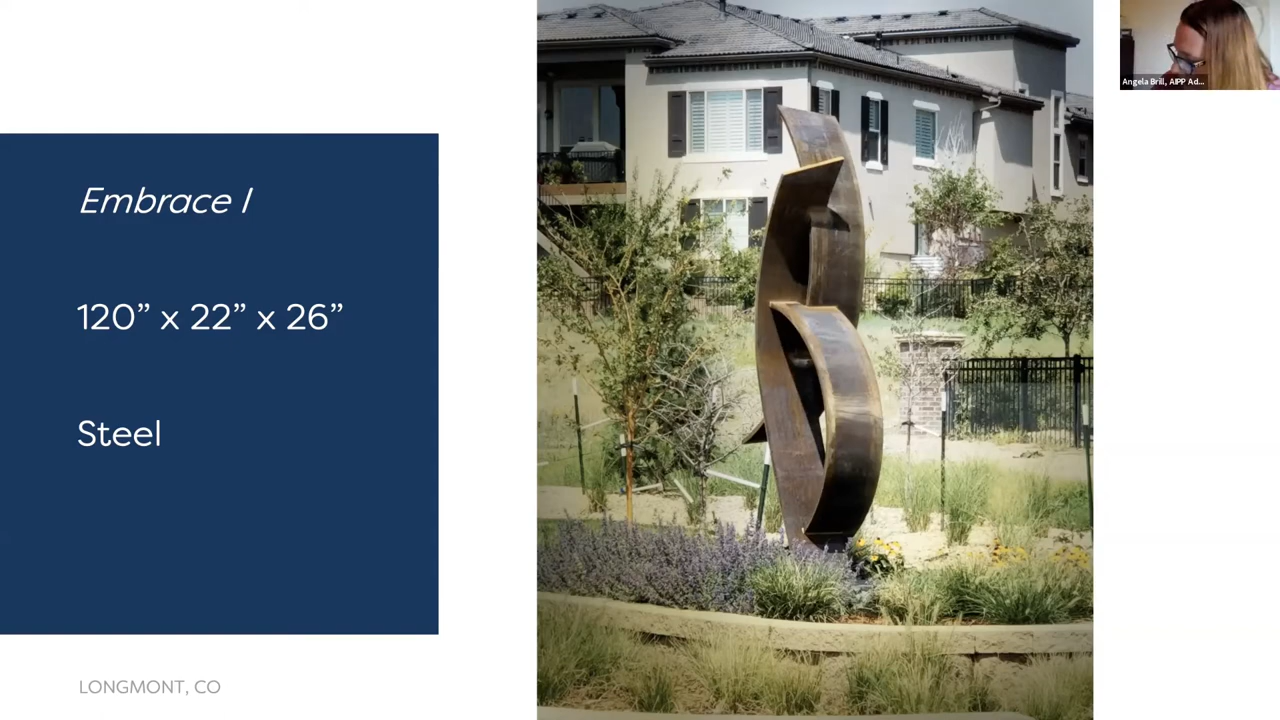 Embrace I
120” x 22” x 26”
Steel
LONGMONT, CO
Angela Brill, AIPP Ad...